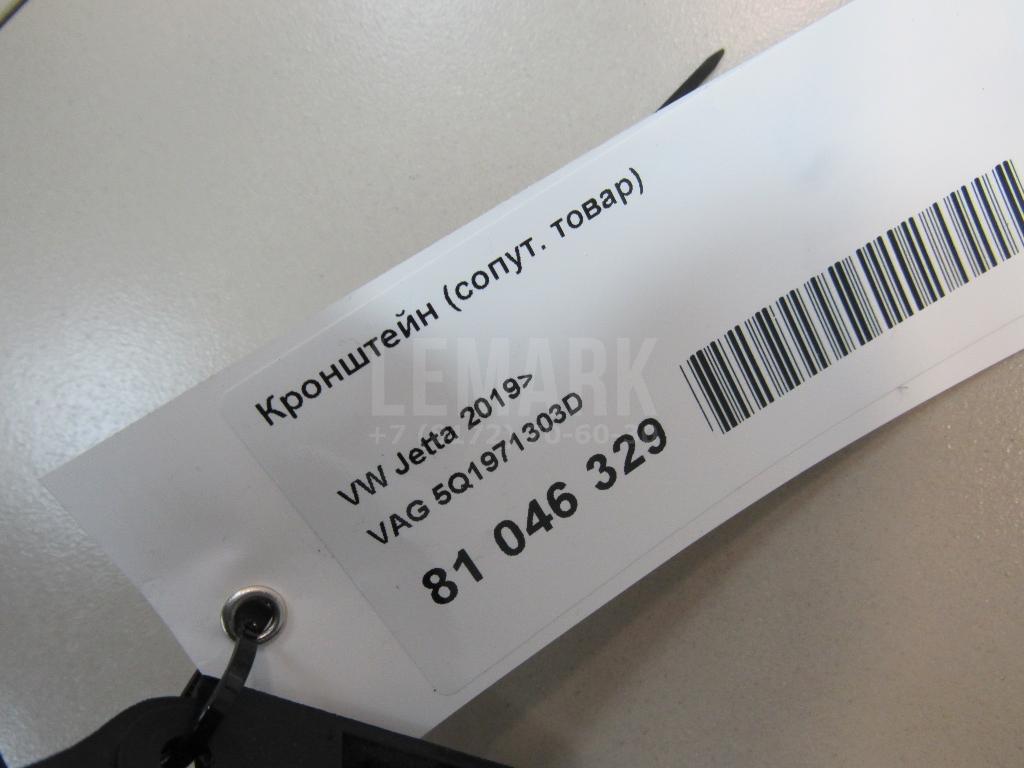 Кронштейн (сопут. товар)
VW Jetta 2019>
VAG 5Q1971303D
81 046 329
LEMARK